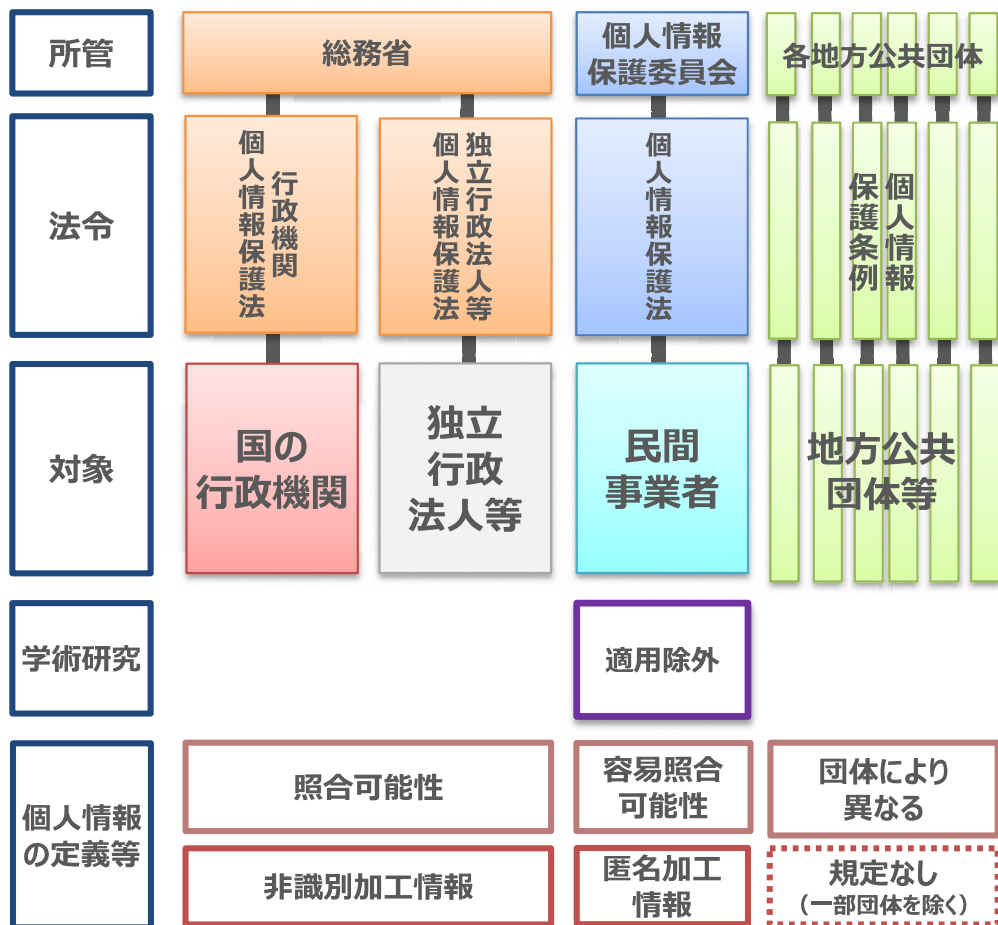 所管
総務省
個人情報
保護委員会
各地方公共団体
法令
行政機関
個人情報保護法
独立行政法人等
個人情報保護法
個人情報保護法
個人情報
保護条例
対象
国の
行政機関
独立
行政
法人等
民間
事業者
地方公共
団体等
学術研究
適用除外
個人情報
の定義等
照合可能性
容易照合
可能性
団体により
異なる
非識別加工情報
匿名加工
情報
規定なし
（一部団体を除く）